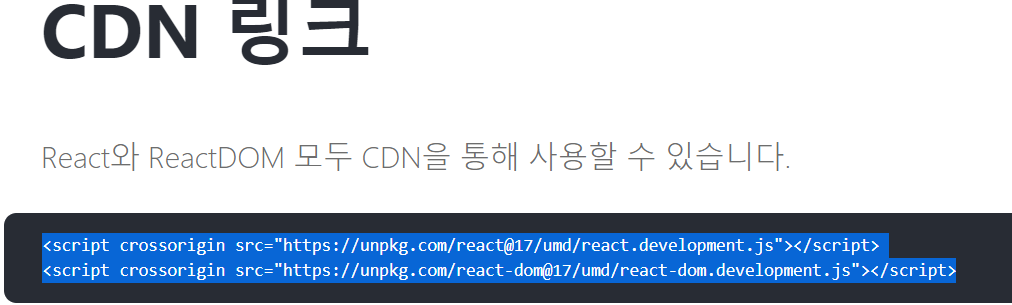 CDN 링크
React와 ReactDOM 모두 CDN을 통해 사용할 수 있습니다.
<script crossorigin src="https://unpkg.com/react@17/umd/react.development.js"></script>
<script crossorigin src="https://unpkg.com/react-dom@17/umd/react-dom.development.js"></script>